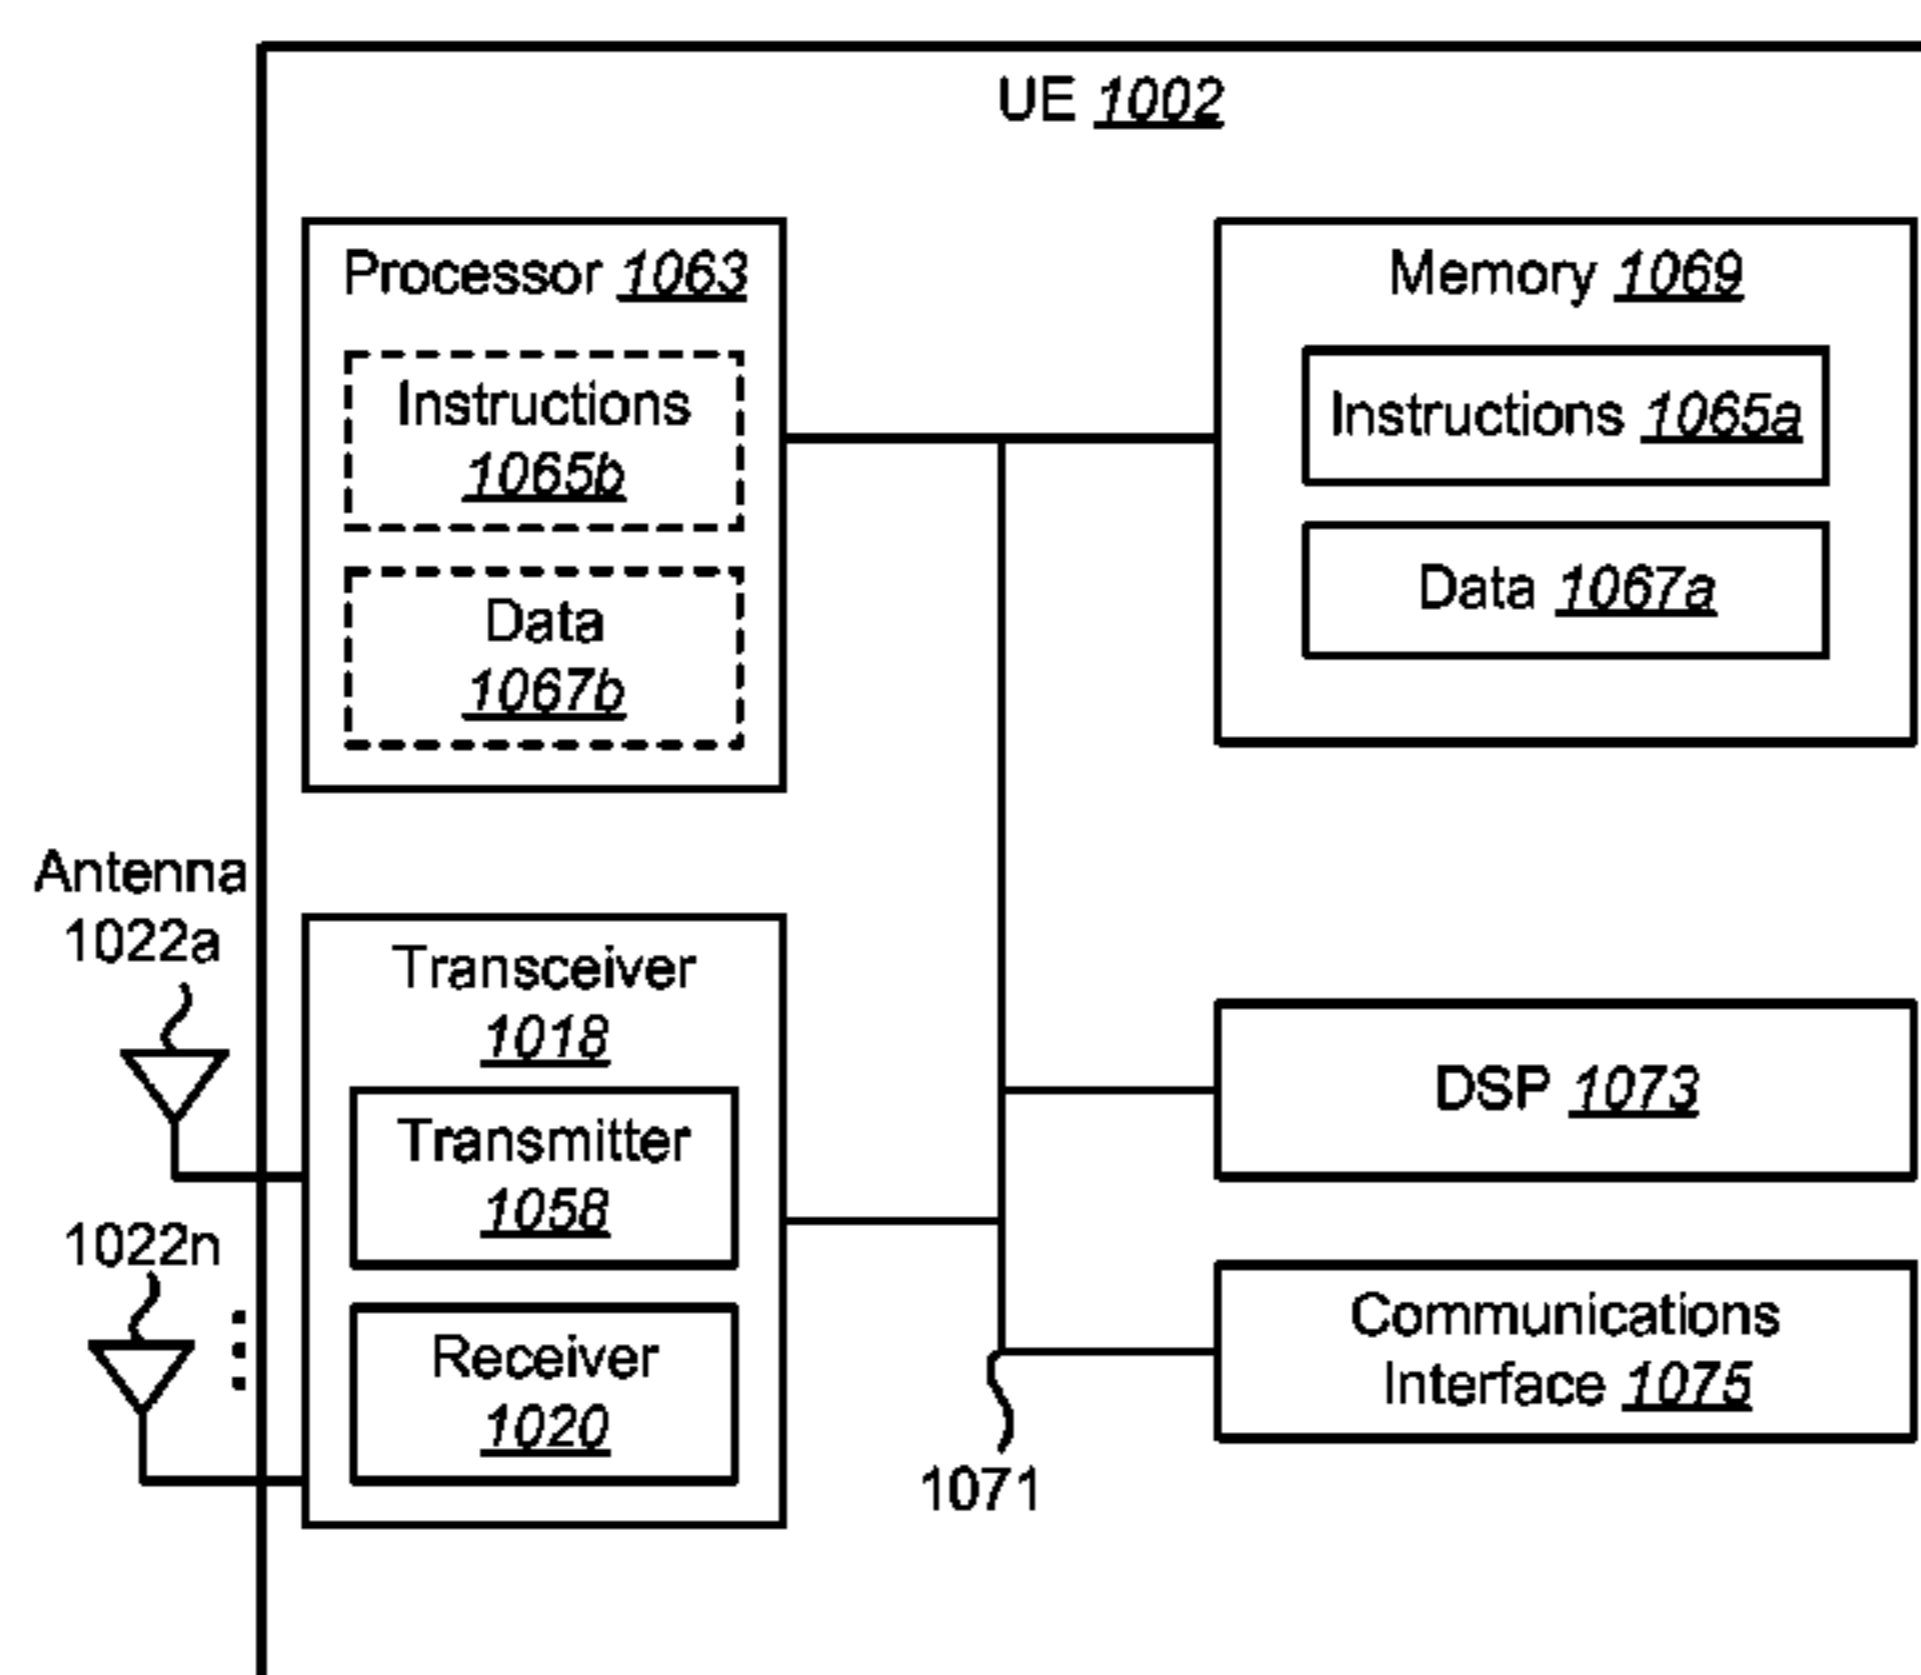 UE 1002
Processor 1063
Instructions
1065b
Data
1067b
Memory 1069
Instructions 1065a
Data 1067a
Antenna
1022a
1022n
Transceiver
1018
Transmitter
1058
Receiver
1020
DSP 1073
Communications
Interface 1075
1071